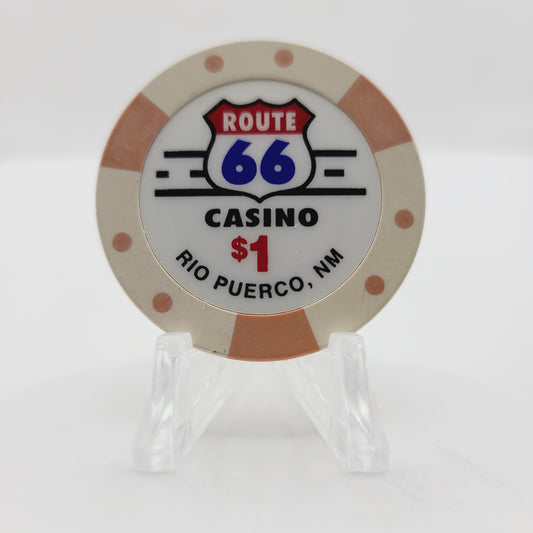 ROUTE
66
CASINO
$1
RIO PUERCO, NM